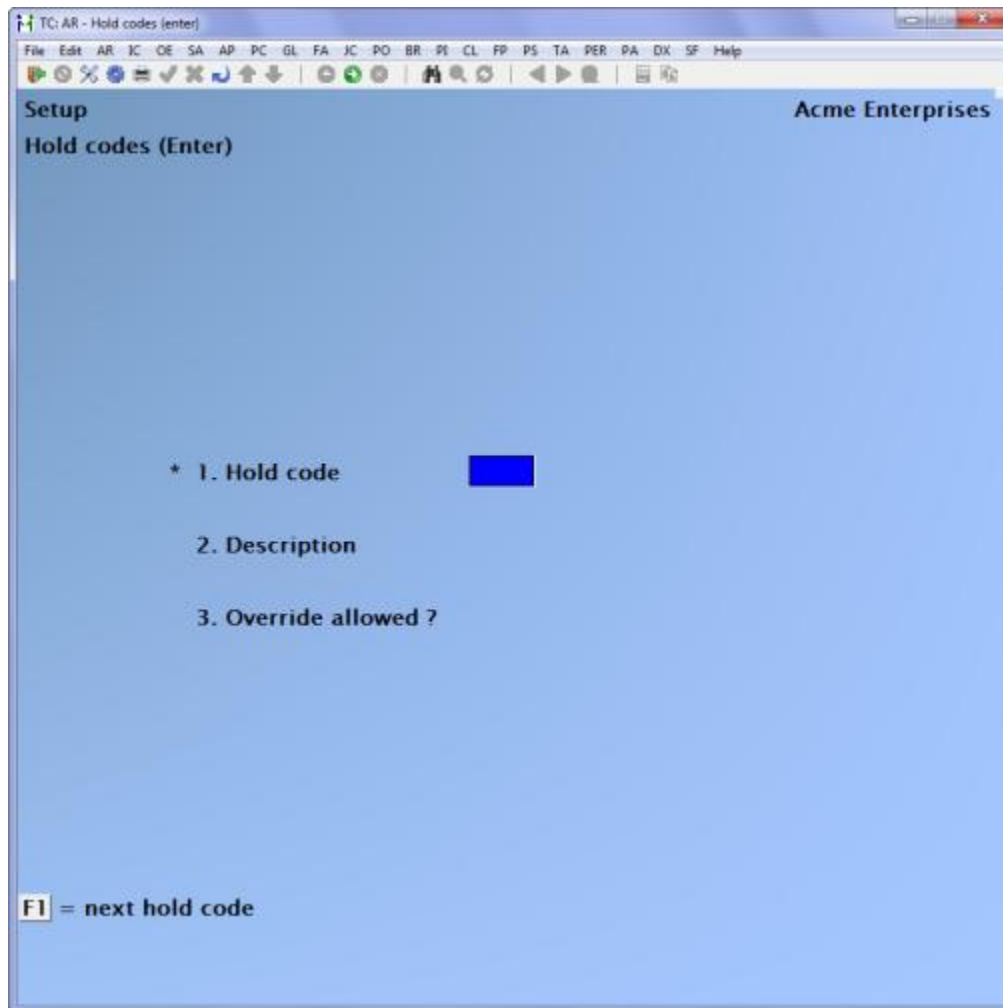 TC: AR - Hold codes (enter)
File Edit AR IC OE SA AP PC GL FA JC PO BR PI CL FP PS TA PER PA DX SF Help
Setup
Acme Enterprises
Hold codes (Enter)
* 1. Hold code
2. Description
3. Override allowed ?
F1 = next hold code